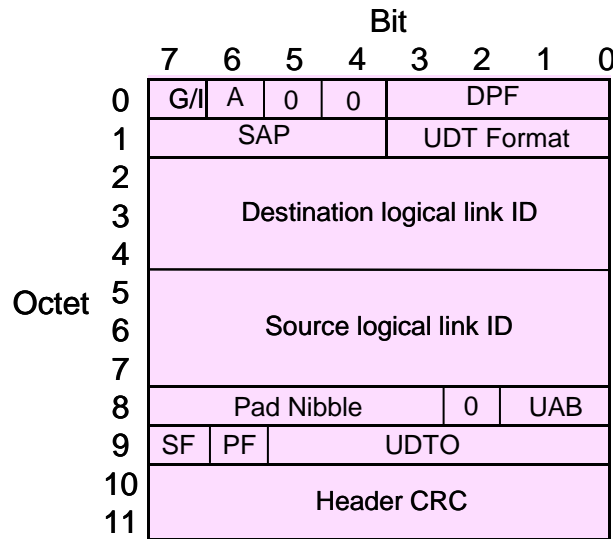 Bit
7 6 5 4 3 2 1 0
0 G/I A 0 0 DPF
1 SAP UDT Format
2
3 Destination logical link ID
4
5
Octet 6 Source logical link ID
7
8 Pad Nibble 0 UAB
9 SF PF UDTO
10
Header CRC
11